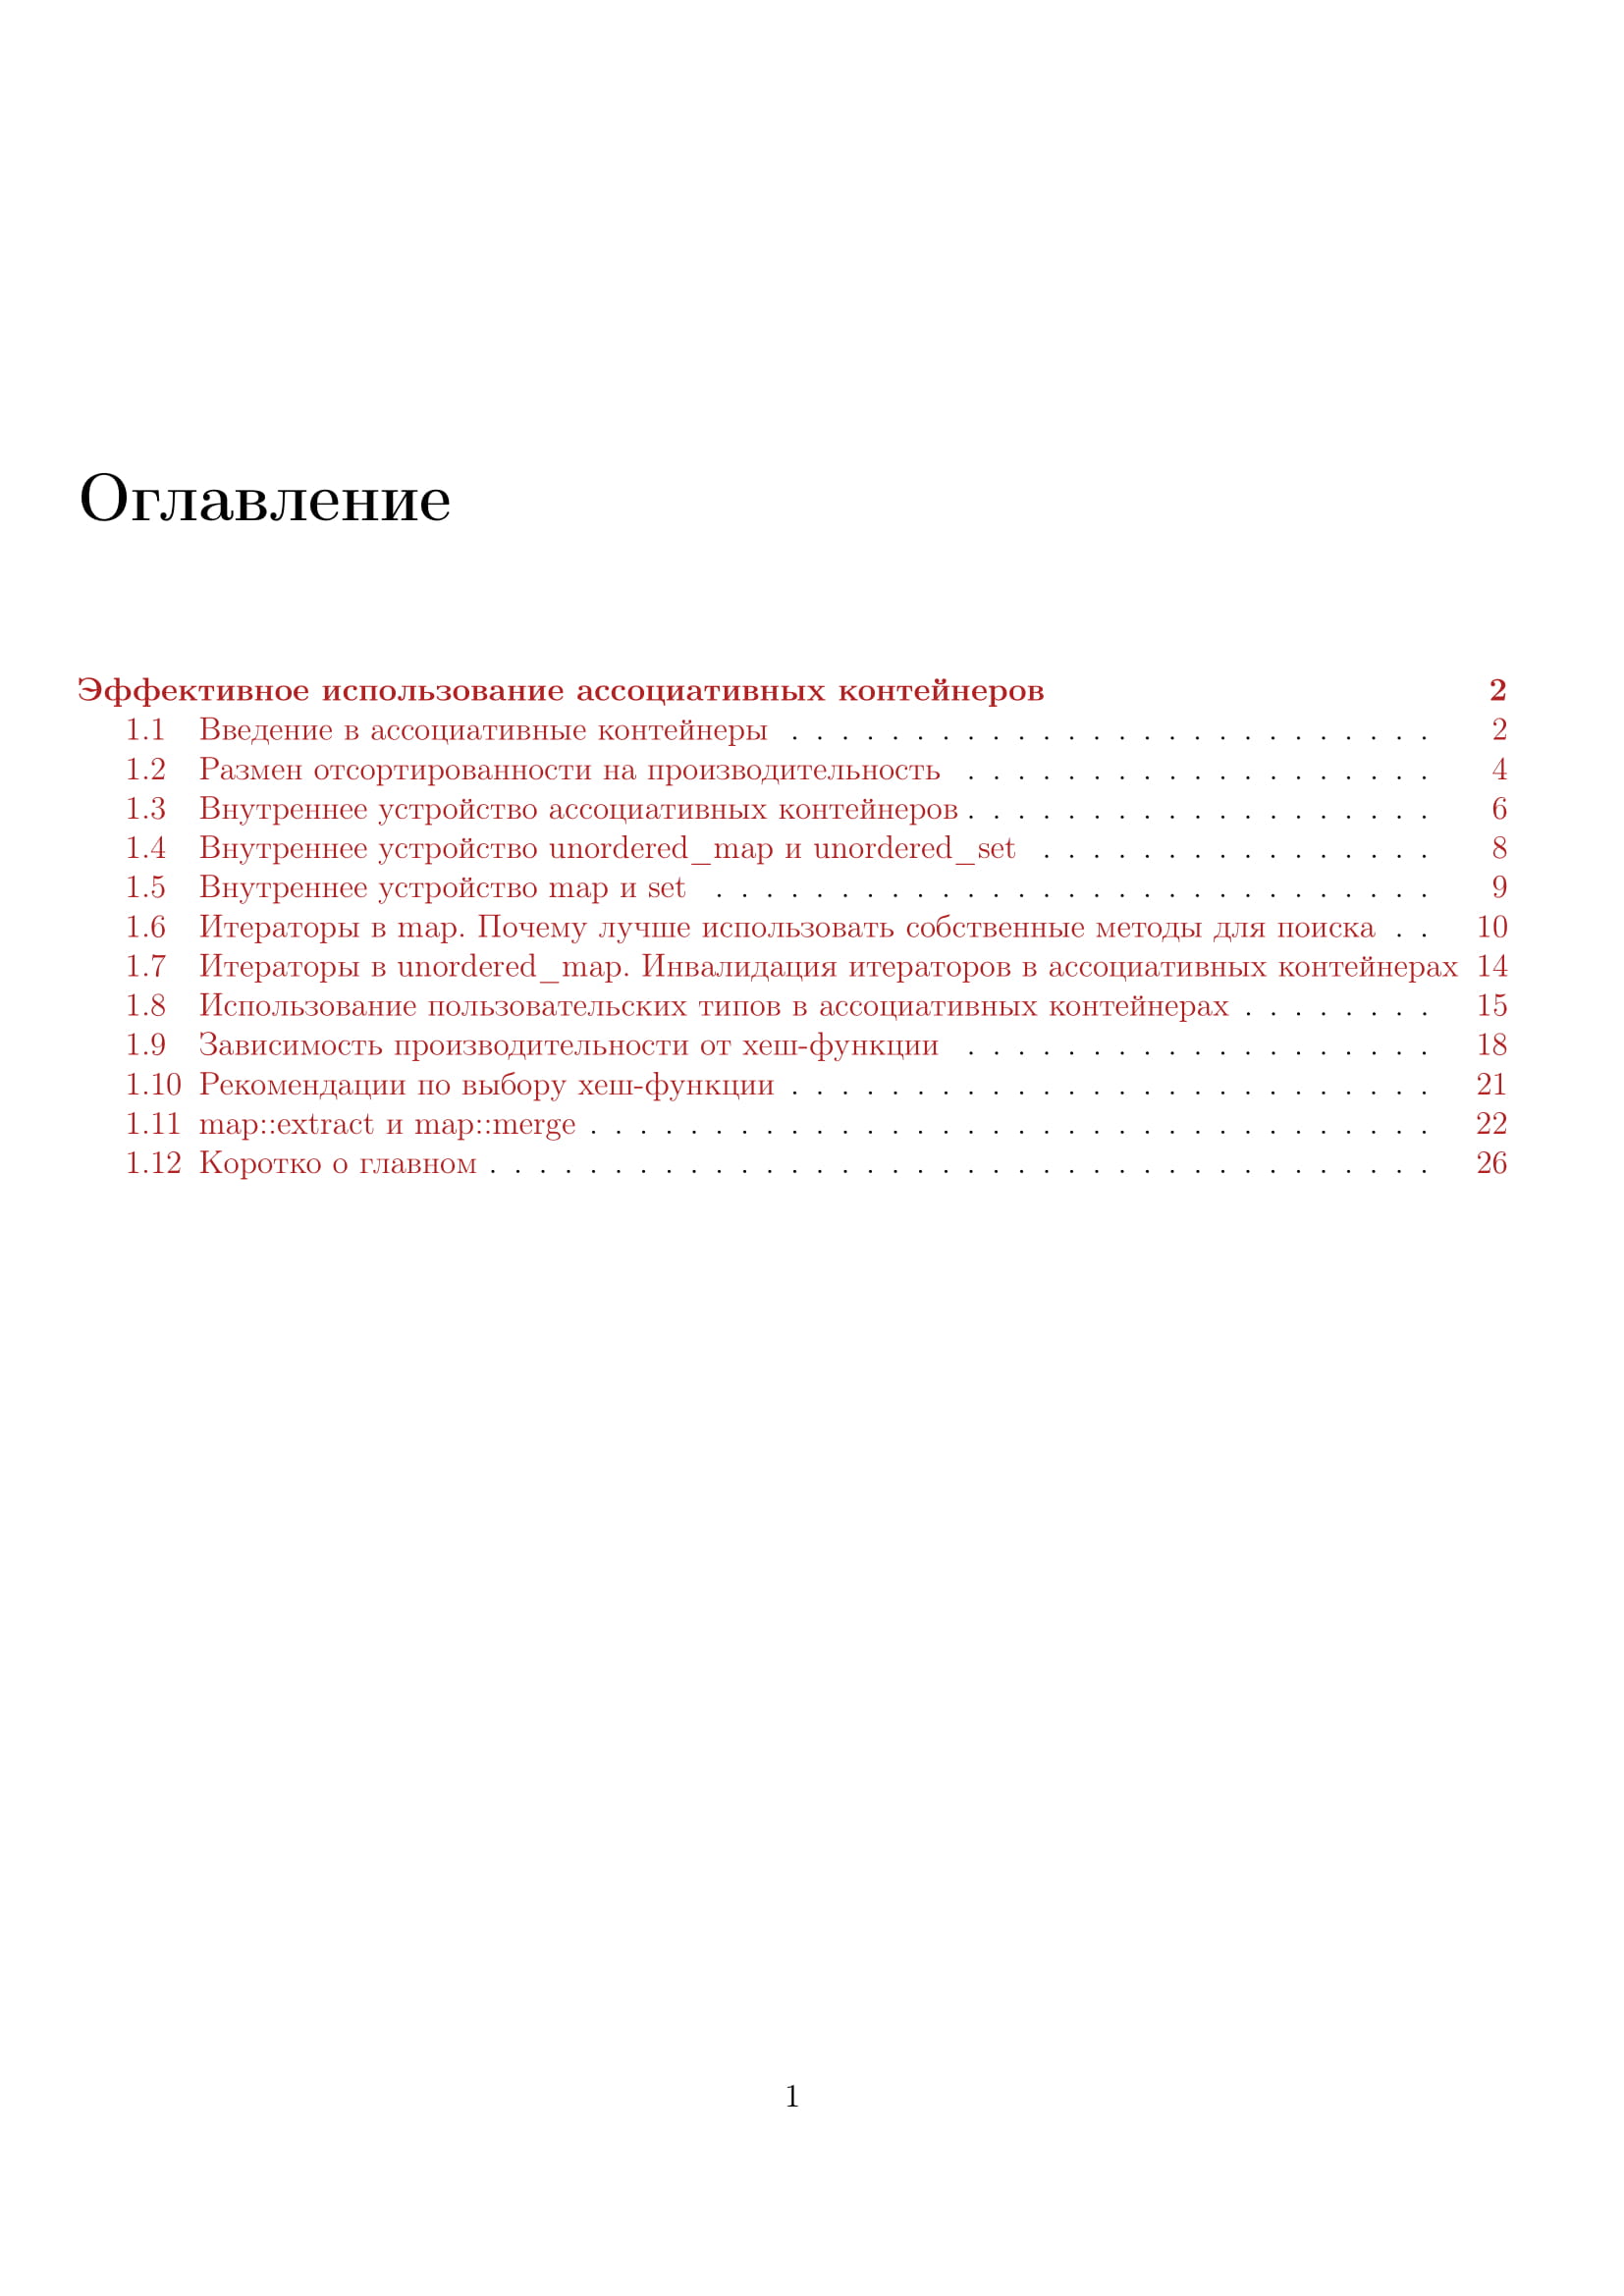 Оглавление
Эффективное использование ассоциативных контейнеров 2
1.1 Введение в ассоциативные контейнеры . . . . . . . . . . . . . . . . . . . . . . . . . . 2
1.2 Размен отсортированности на производительность . . . . . . . . . . . . . . . . . . . 4
1.3 Внутреннее устройство ассоциативных контейнеров . . . . . . . . . . . . . . . . . . . 6
1.4 Внутреннее устройство unordered_map и unordered_set . . . . . . . . . . . . . . . . 8
1.5 Внутреннее устройство map и set . . . . . . . . . . . . . . . . . . . . . . . . . . . . . 9
1.6 Итераторы в map. Почему лучше использовать собственные методы для поиска . . 10
1.7 Итераторы в unordered_map. Инвалидация итераторов в ассоциативных контейнерах 14
1.8 Использование пользовательских типов в ассоциативных контейнерах . . . . . . . . 15
1.9 Зависимость производительности от хеш-функции . . . . . . . . . . . . . . . . . . . 18
1.10 Рекомендации по выбору хеш-функции . . . . . . . . . . . . . . . . . . . . . . . . . . 21
1.11 map::extract и map::merge . . . . . . . . . . . . . . . . . . . . . . . . . . . . . . . . . . 22
1.12 Коротко о главном . . . . . . . . . . . . . . . . . . . . . . . . . . . . . . . . . . . . . . 26
1